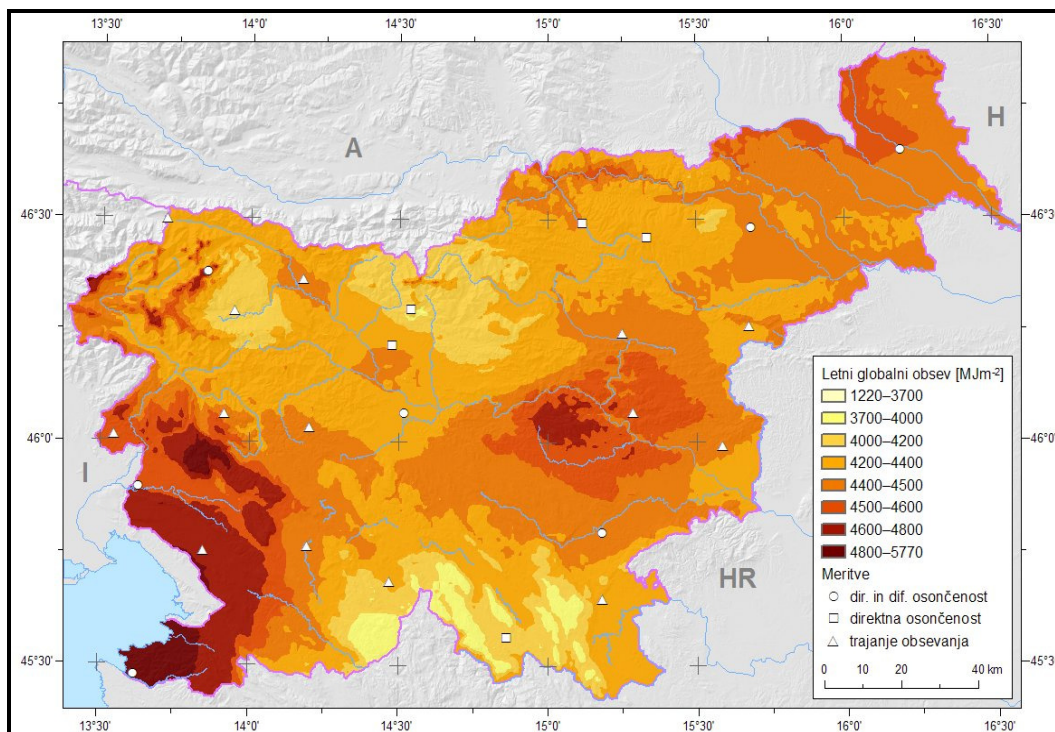 13°30' 14°0' 14°30' 15°0' 15°30' 16°0' 16°30'
H
A
46°30' 46°30'
Letni globalni obsev [MJm-²]
1220–3700
3700–4000
4000–4200
4200–4400
4400–4500
4500–4600
4600–4800
4800–5770
Meritve
dir. in dif. osončenost
direktna osončenost
trajanje obsevanja
0 10 20 40 km
46°0' 46°0'
I
HR
45°30' 45°30'
13°30' 14°0' 14°30' 15°0' 15°30' 16°0' 16°30'